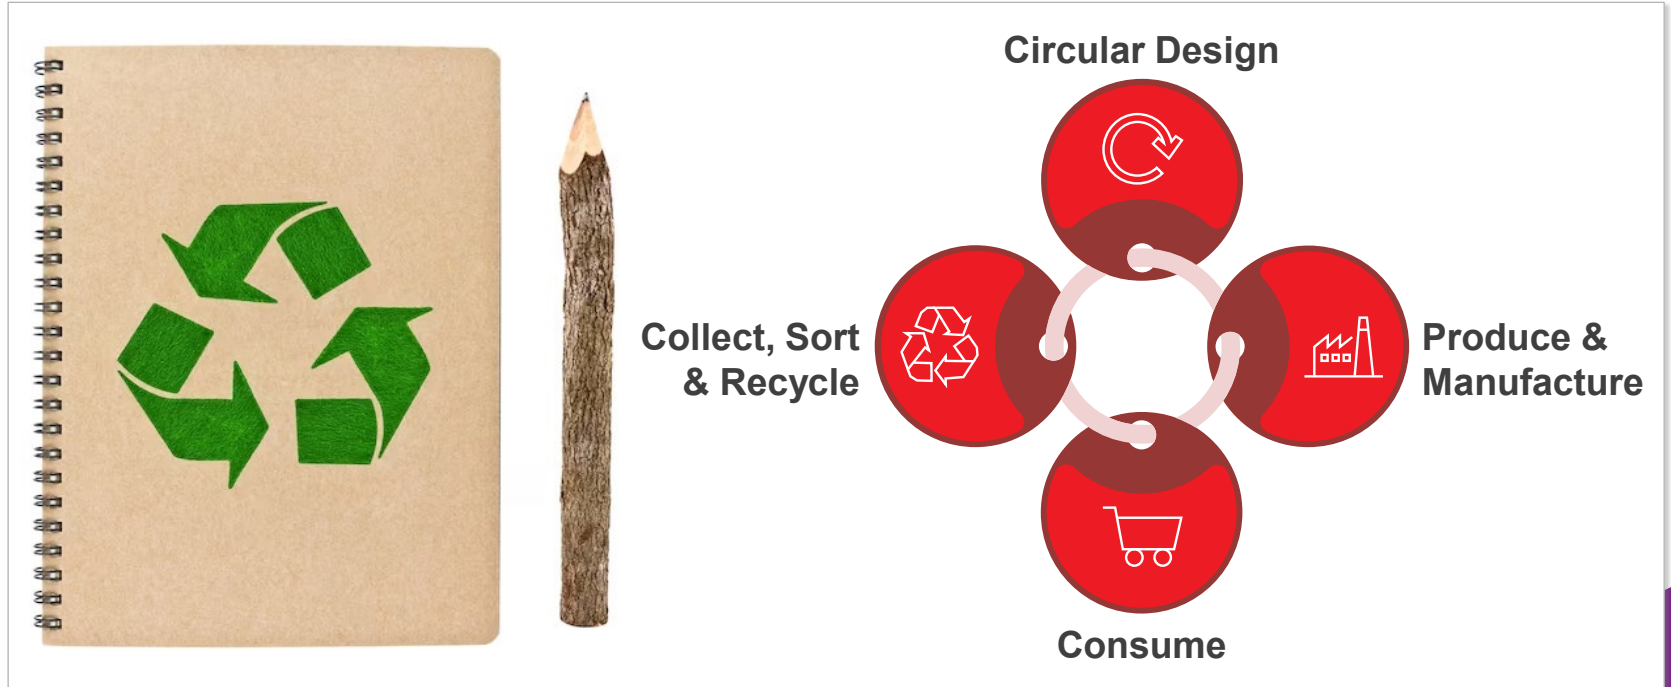 Circular Design
Collect, Sort
& Recycle
Produce &
Manufacture
Consume